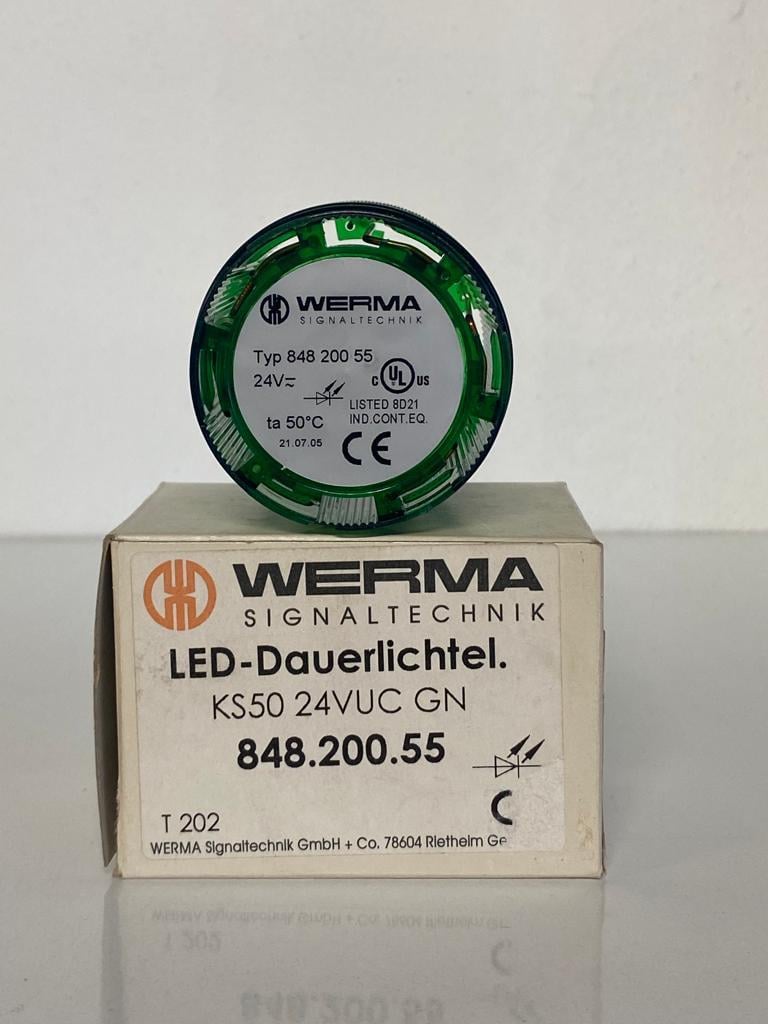 WERMA
SIGNALTECHNIK
Typ 848 200 55
24V⎓
C UL US
LISTED 8D21
IND.CONT.EQ.
ta 50°C
21.07.05
CE
WERMA
SIGNALTECHNIK
LED-Dauerlichtel.
KS50 24VUC GN
848.200.55
C
T 202
WERMA Signaltechnik GmbH + Co. 78604 Rietheim Ge